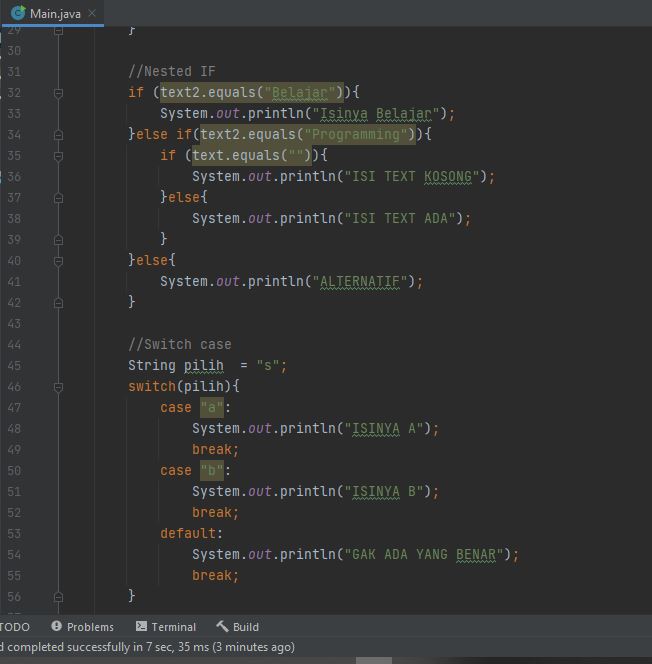 Main.java
29 }
30
31 //Nested IF
32 if (text2.equals("Belajar")){
33 System.out.println("Isinya Belajar");
34 }else if(text2.equals("Programming")){
35 if (text.equals("")){
36 System.out.println("ISI TEXT KOSONG");
37 }else{
38 System.out.println("ISI TEXT ADA");
39 }
40 }else{
41 System.out.println("ALTERNATIF");
42 }
43
44 //Switch case
45 String pilih  = "s";
46 switch(pilih){
47 case "a":
48 System.out.println("ISINYA A");
49 break;
50 case "b":
51 System.out.println("ISINYA B");
52 break;
53 default:
54 System.out.println("GAK ADA YANG BENAR");
55 break;
56 }
TODO Problems Terminal Build
d completed successfully in 7 sec, 35 ms (3 minutes ago)